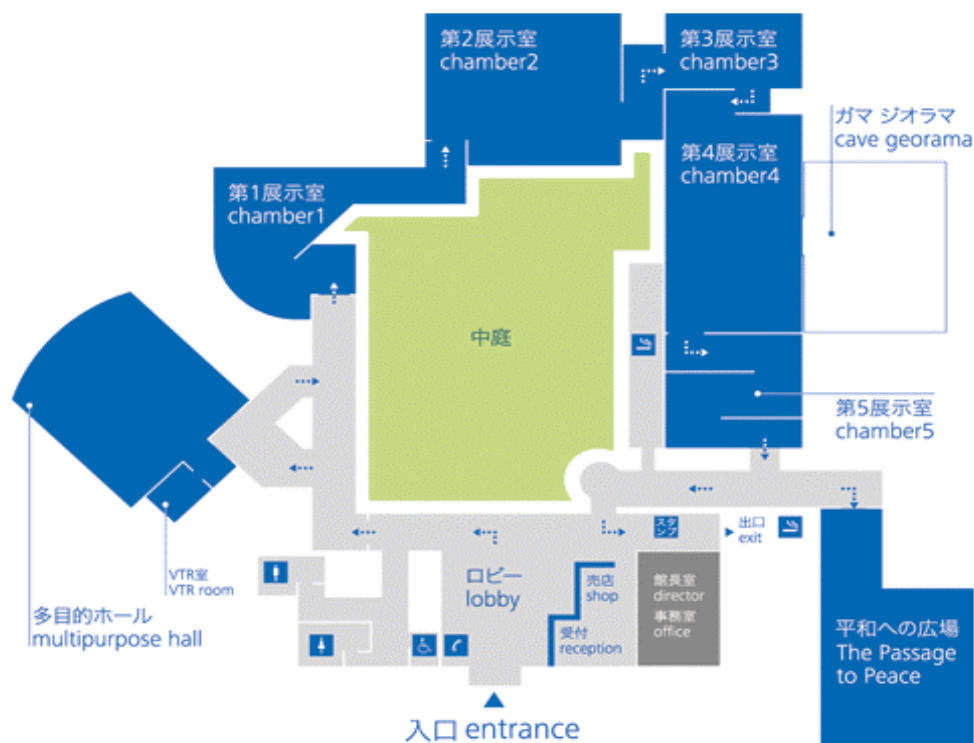 第2展示室
chamber2
第3展示室
chamber3
ガマ ジオラマ
cave georama
第4展示室
chamber4
第1展示室
chamber1
中庭
第5展示室
chamber5
スタ
ンプ
出口
exit
VTR室
VTR room
ロビー
lobby
売店
shop
館長室
director
事務室
office
多目的ホール
multipurpose hall
受付
reception
平和への広場
The Passage
to Peace
入口 entrance